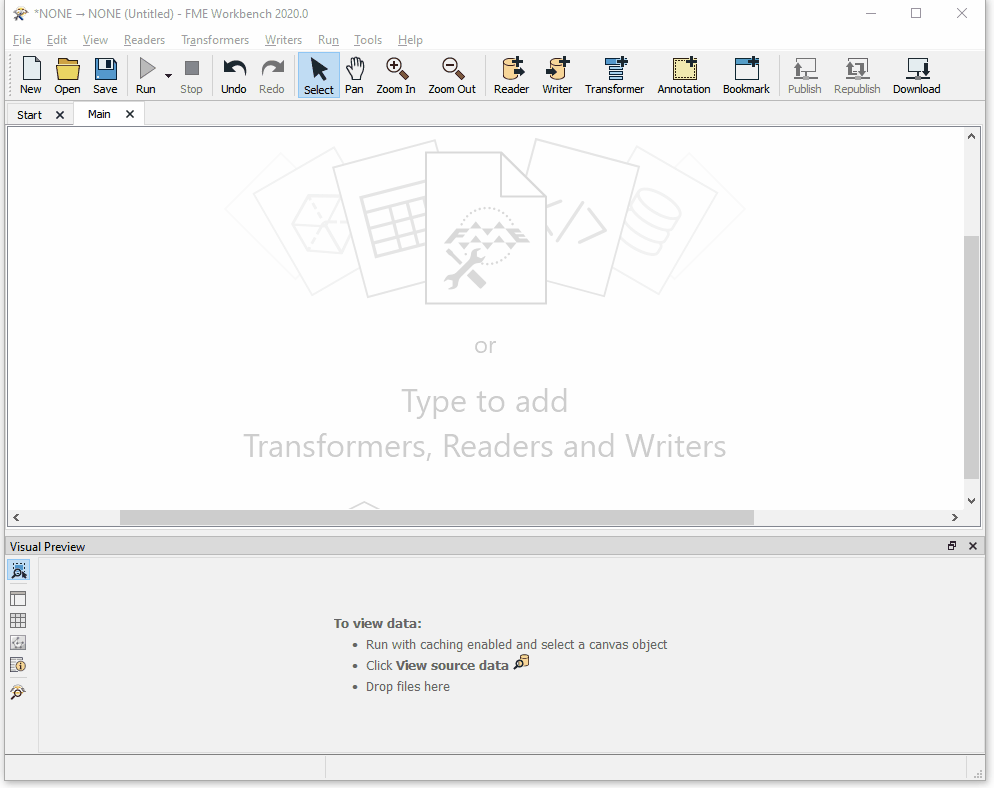 *NONE → NONE (Untitled) - FME Workbench 2020.0
File Edit View Readers Transformers Writers Run Tools Help
New Open Save Run Stop Undo Redo Select Pan Zoom In Zoom Out Reader Writer Transformer Annotation Bookmark Publish Republish Download
Start Main
or
Type to add
Transformers, Readers and Writers
Visual Preview
To view data:
• Run with caching enabled and select a canvas object
• Click View source data
• Drop files here